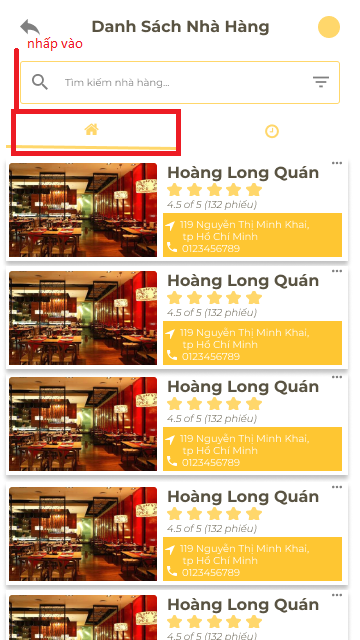 Danh Sách Nhà Hàng
nhấp vào
Tìm kiếm nhà hàng...
Hoàng Long Quán
4.5 of 5 (132 phiếu)
119 Nguyễn Thị Minh Khai,
tp Hồ Chí Minh
0123456789
Hoàng Long Quán
4.5 of 5 (132 phiếu)
119 Nguyễn Thị Minh Khai,
tp Hồ Chí Minh
0123456789
Hoàng Long Quán
4.5 of 5 (132 phiếu)
119 Nguyễn Thị Minh Khai,
tp Hồ Chí Minh
0123456789
Hoàng Long Quán
4.5 of 5 (132 phiếu)
119 Nguyễn Thị Minh Khai,
tp Hồ Chí Minh
0123456789
Hoàng Long Quán
4.5 of 5 (132 phiếu)